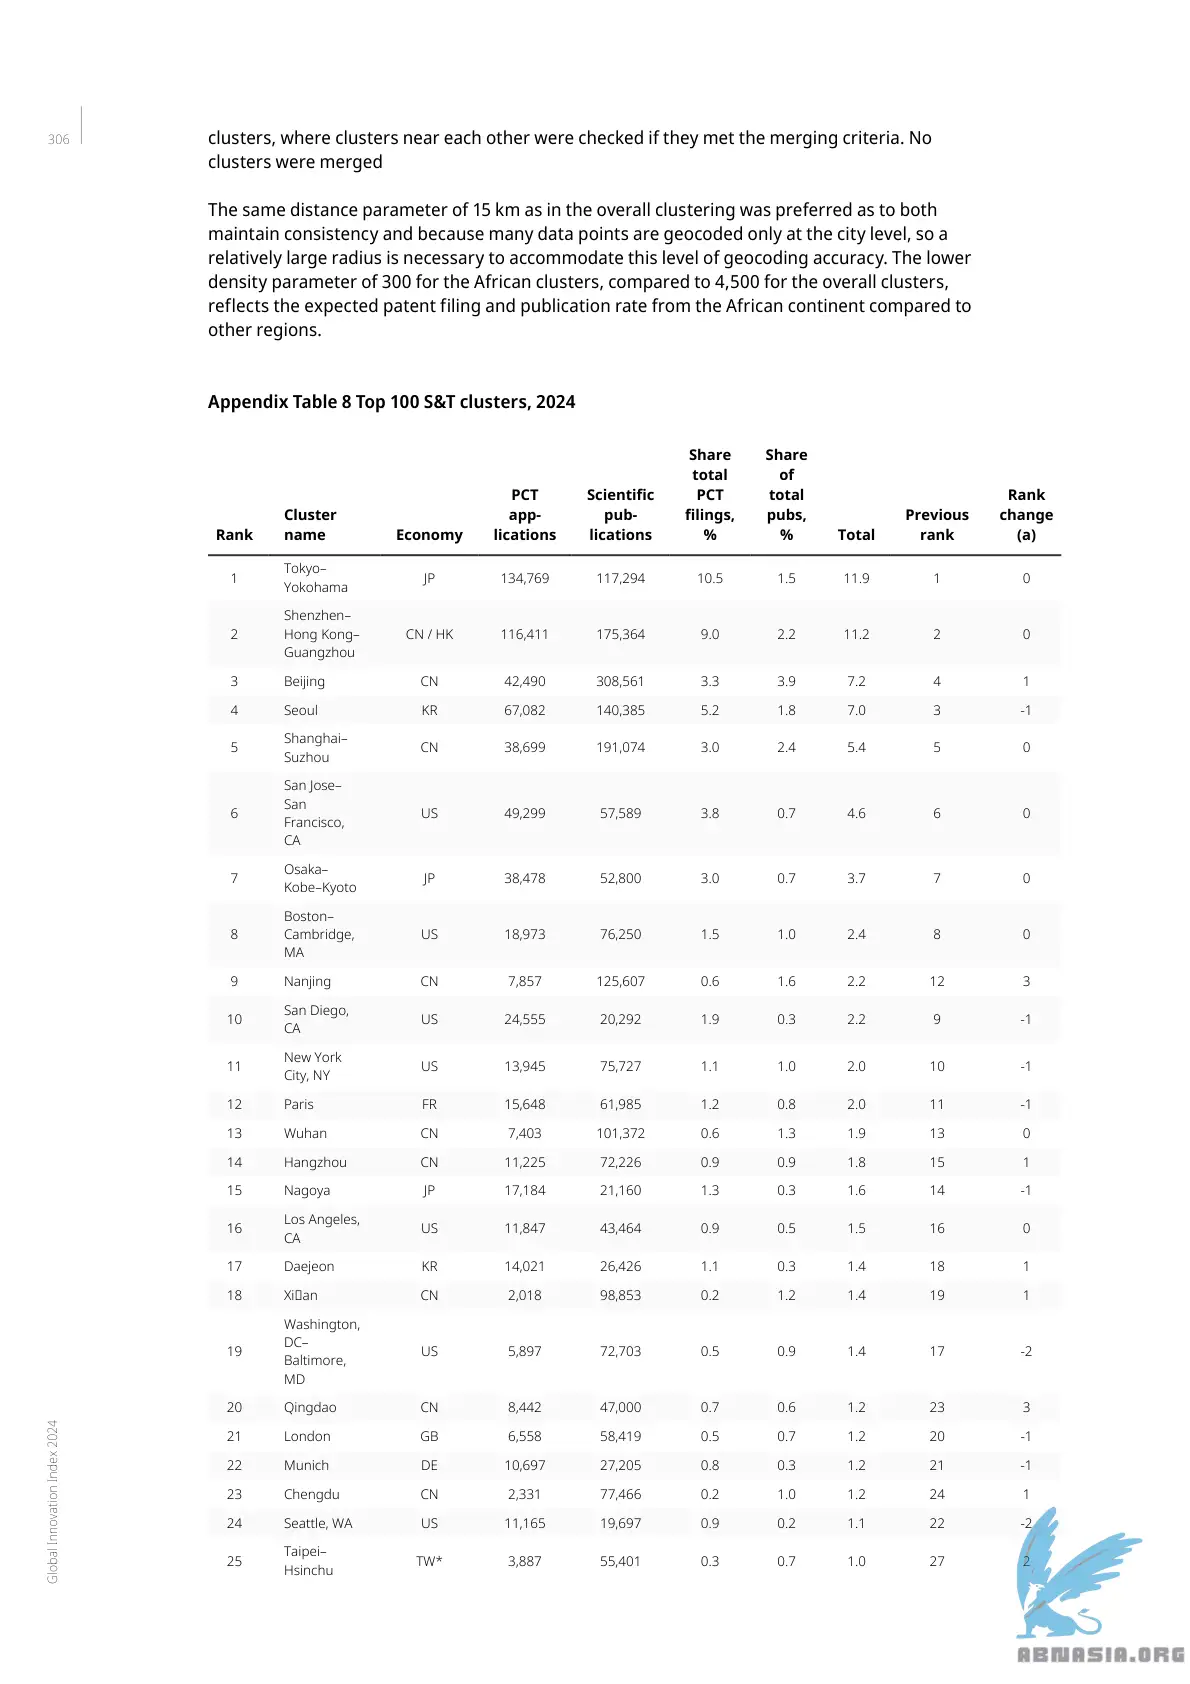 306
clusters, where clusters near each other were checked if they met the merging criteria. No
clusters were merged
The same distance parameter of 15 km as in the overall clustering was preferred as to both
maintain consistency and because many data points are geocoded only at the city level, so a
relatively large radius is necessary to accommodate this level of geocoding accuracy. The lower
density parameter of 300 for the African clusters, compared to 4,500 for the overall clusters,
reflects the expected patent filing and publication rate from the African continent compared to
other regions.
Appendix Table 8 Top 100 S&T clusters, 2024
Rank Cluster name Economy PCT app-lications Scientific pub-lications Share total PCT filings, % Share of total pubs, % Total Previous rank Rank change (a)
1 Tokyo–Yokohama JP 134,769 117,294 10.5 1.5 11.9 1 0
2 Shenzhen–Hong Kong–Guangzhou CN / HK 116,411 175,364 9.0 2.2 11.2 2 0
3 Beijing CN 42,490 308,561 3.3 3.9 7.2 4 1
4 Seoul KR 67,082 140,385 5.2 1.8 7.0 3 -1
5 Shanghai–Suzhou CN 38,699 191,074 3.0 2.4 5.4 5 0
6 San Jose–San Francisco, CA US 49,299 57,589 3.8 0.7 4.6 6 0
7 Osaka–Kobe–Kyoto JP 38,478 52,800 3.0 0.7 3.7 7 0
8 Boston–Cambridge, MA US 18,973 76,250 1.5 1.0 2.4 8 0
9 Nanjing CN 7,857 125,607 0.6 1.6 2.2 12 3
10 San Diego, CA US 24,555 20,292 1.9 0.3 2.2 9 -1
11 New York City, NY US 13,945 75,727 1.1 1.0 2.0 10 -1
12 Paris FR 15,648 61,985 1.2 0.8 2.0 11 -1
13 Wuhan CN 7,403 101,372 0.6 1.3 1.9 13 0
14 Hangzhou CN 11,225 72,226 0.9 0.9 1.8 15 1
15 Nagoya JP 17,184 21,160 1.3 0.3 1.6 14 -1
16 Los Angeles, CA US 11,847 43,464 0.9 0.5 1.5 16 0
17 Daejeon KR 14,021 26,426 1.1 0.3 1.4 18 1
18 Xi▯an CN 2,018 98,853 0.2 1.2 1.4 19 1
19 Washington, DC–Baltimore, MD US 5,897 72,703 0.5 0.9 1.4 17 -2
20 Qingdao CN 8,442 47,000 0.7 0.6 1.2 23 3
21 London GB 6,558 58,419 0.5 0.7 1.2 20 -1
22 Munich DE 10,697 27,205 0.8 0.3 1.2 21 -1
23 Chengdu CN 2,331 77,466 0.2 1.0 1.2 24 1
24 Seattle, WA US 11,165 19,697 0.9 0.2 1.1 22 -2
25 Taipei–Hsinchu TW* 3,887 55,401 0.3 0.7 1.0 27 2
Global Innovation Index 2024
ABNASIA.ORG